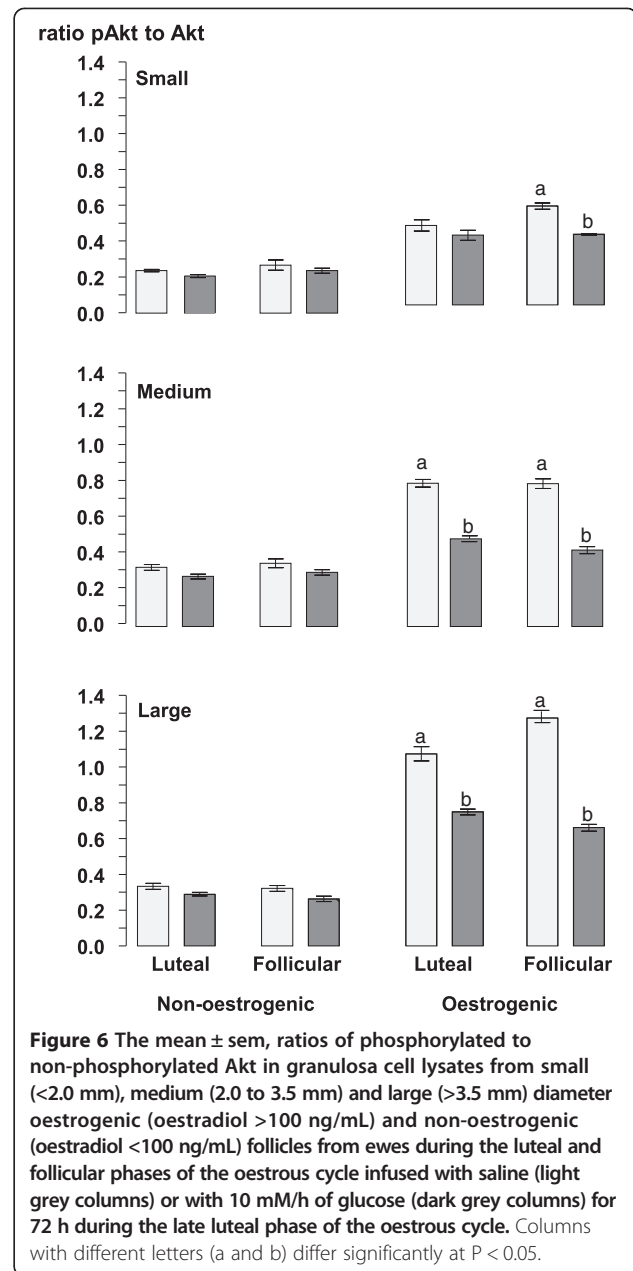 ratio pAkt to Akt
1.4
Small
1.2
1.0
0.8
a
0.6
b
0.4
0.2
0.0
1.4
Medium
1.2
1.0
a a
0.8
0.6
b b
0.4
0.2
0.0
1.4
Large
a
1.2
a
1.0
b
0.8
b
0.6
0.4
0.2
0.0
Luteal Follicular Luteal Follicular
Non-oestrogenic Oestrogenic
Figure 6 The mean ± sem, ratios of phosphorylated to
non-phosphorylated Akt in granulosa cell lysates from small
(<2.0 mm), medium (2.0 to 3.5 mm) and large (>3.5 mm) diameter
oestrogenic (oestradiol >100 ng/mL) and non-oestrogenic
(oestradiol <100 ng/mL) follicles from ewes during the luteal and
follicular phases of the oestrous cycle infused with saline (light
grey columns) or with 10 mM/h of glucose (dark grey columns) for
72 h during the late luteal phase of the oestrous cycle. Columns
with different letters (a and b) differ significantly at P < 0.05.